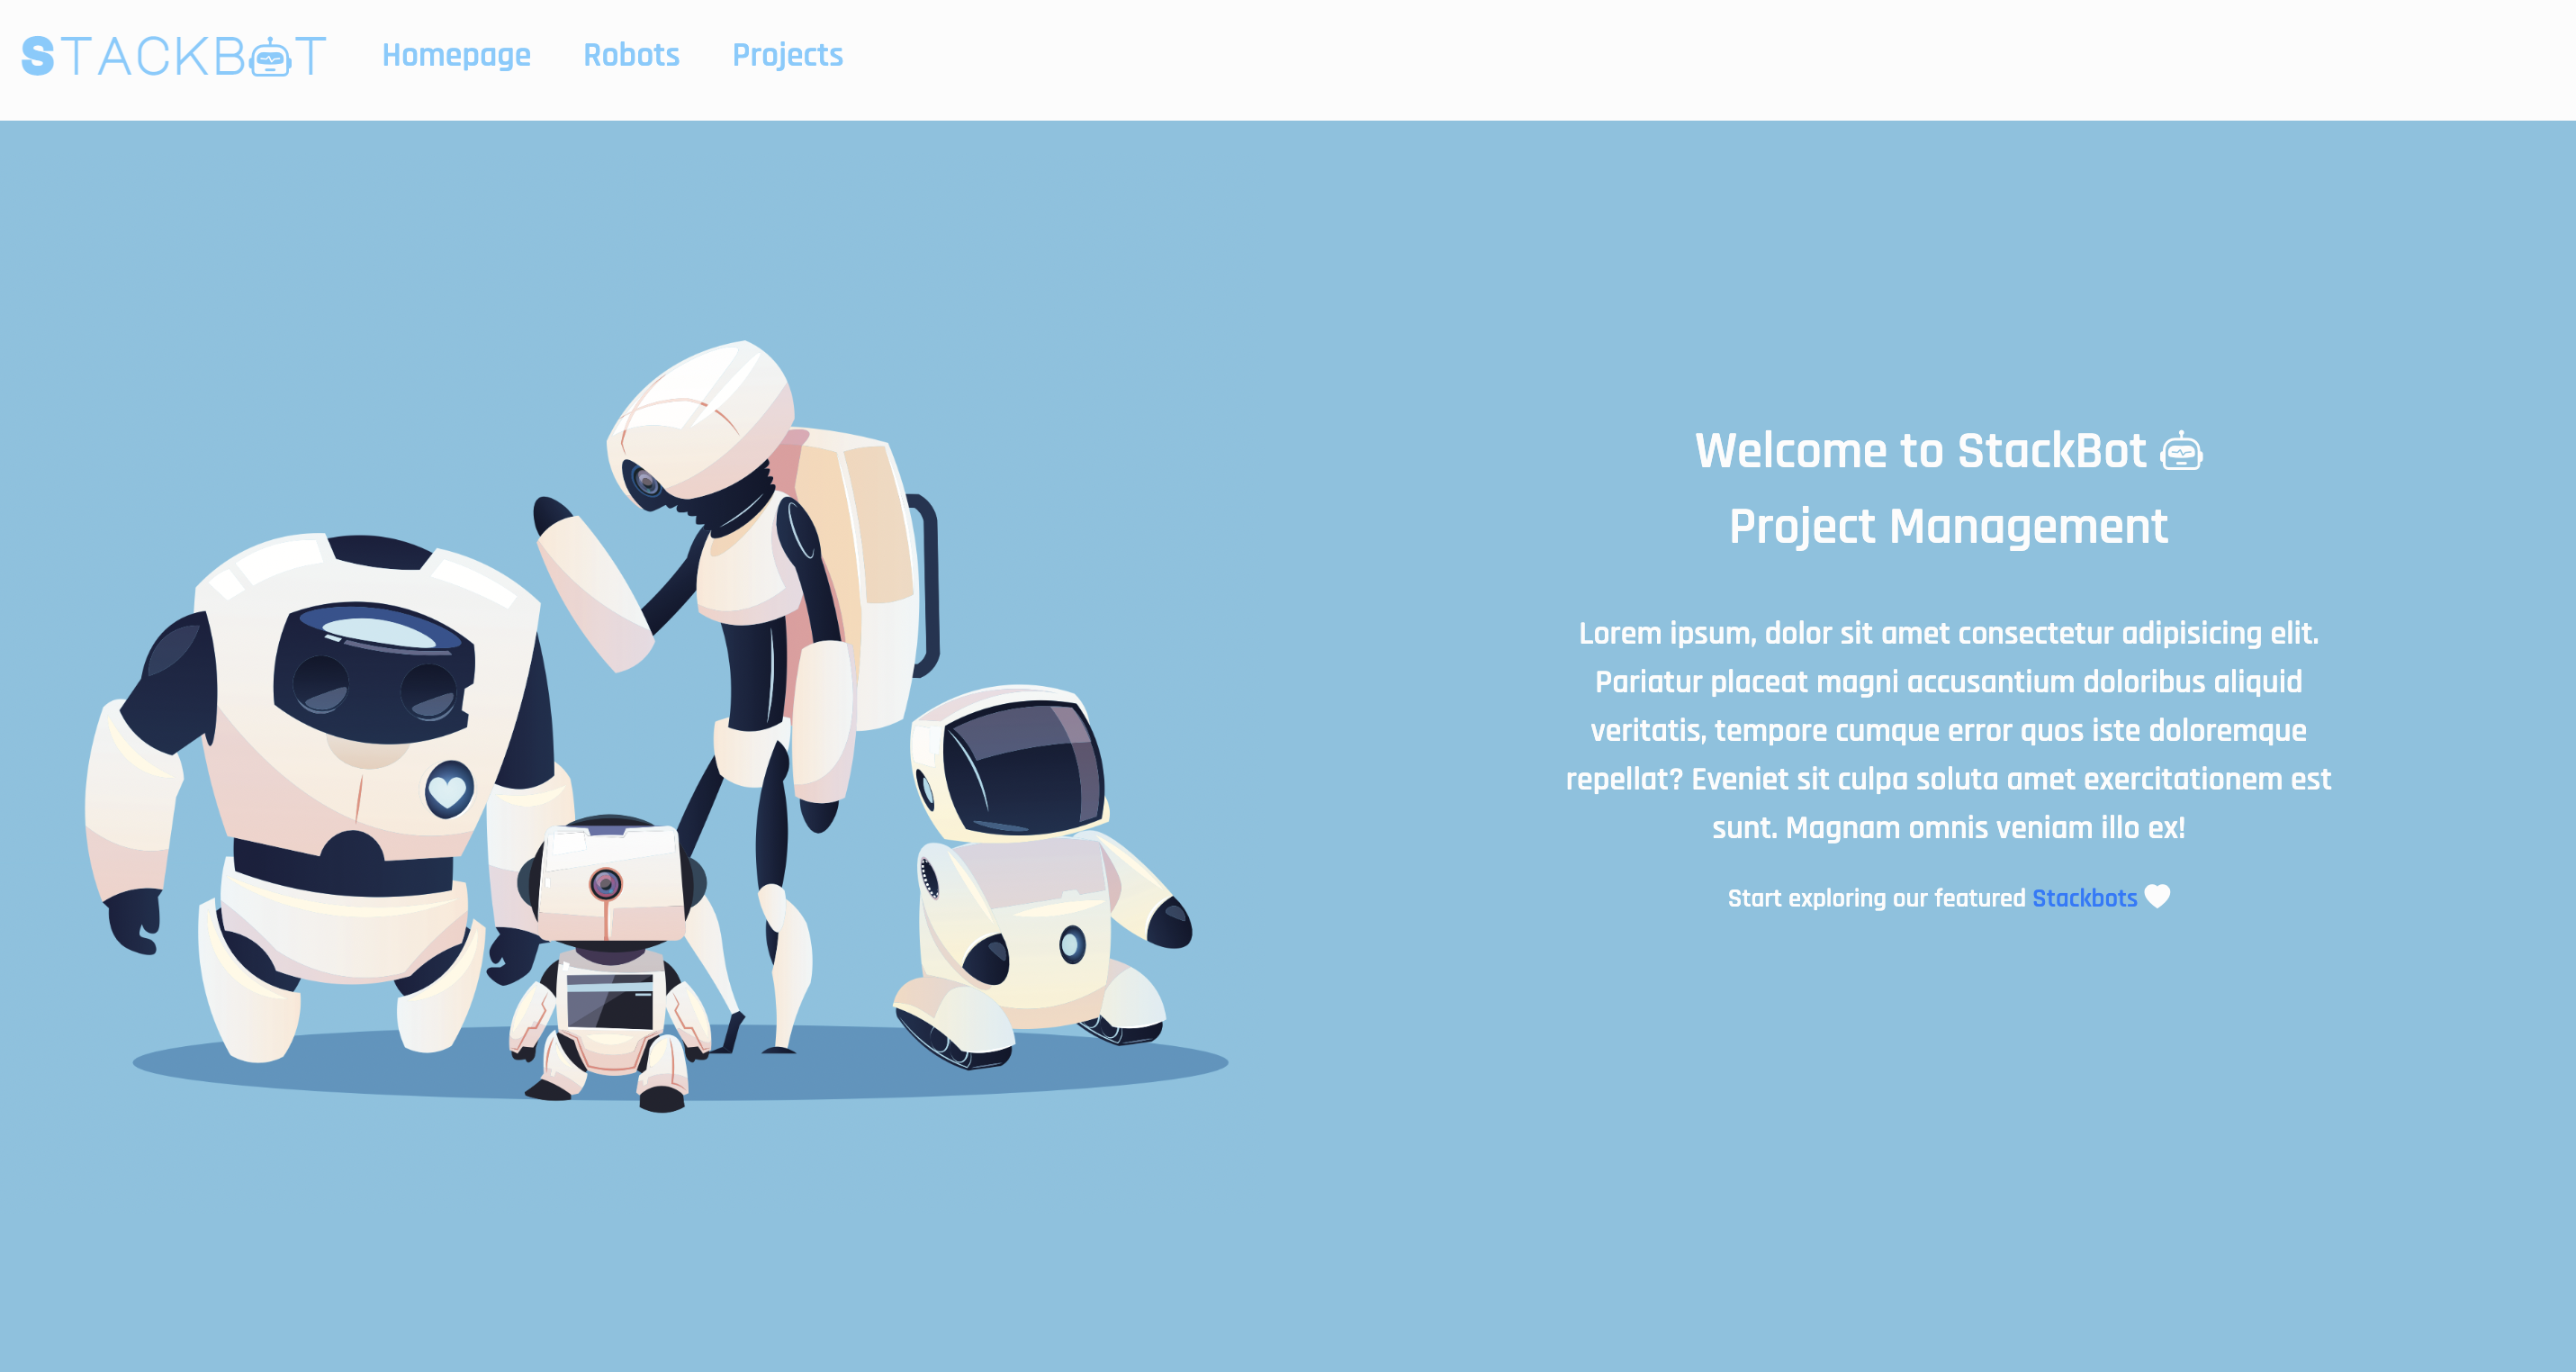 STACKBOT Homepage Robots Projects
Welcome to StackBot
Project Management
Lorem ipsum, dolor sit amet consectetur adipisicing elit.
Pariatur placeat magni accusantium doloribus aliquid
veritatis, tempore cumque error quos iste doloremque
repellat? Eveniet sit culpa soluta amet exercitationem est
sunt. Magnam omnis veniam illo ex!
Start exploring our featured Stackbots